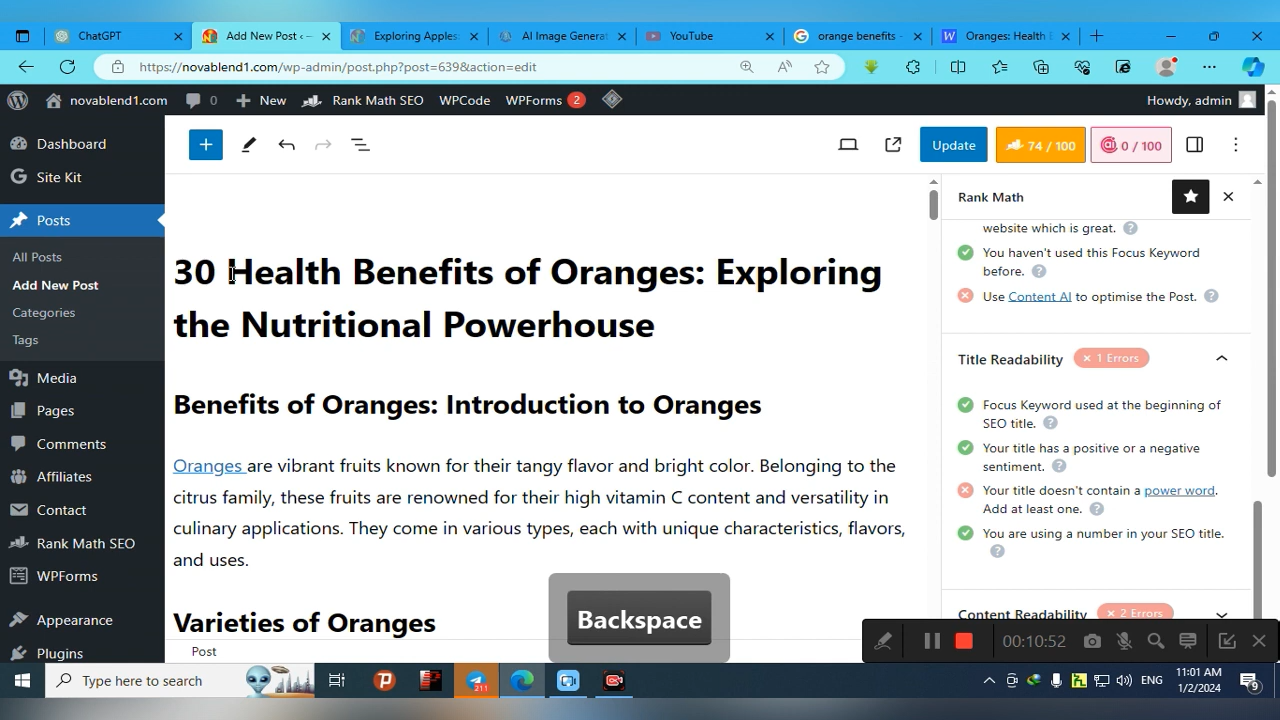 ChatGPT
Add New Post ‹ —
Exploring Apples:
AI Image Generat
YouTube
orange benefits -
Oranges: Health B
https://novablend1.com/wp-admin/post.php?post=639&action=edit
novablend1.com
0
New
Rank Math SEO
WPCode
WPForms
2
Howdy, admin
Dashboard
Site Kit
Posts
All Posts
Add New Post
Categories
Tags
Media
Pages
Comments
Affiliates
Contact
Rank Math SEO
WPForms
Appearance
Plugins
Update
74 / 100
0 / 100
30 Health Benefits of Oranges: Exploring
the Nutritional Powerhouse
Benefits of Oranges: Introduction to Oranges
Oranges are vibrant fruits known for their tangy flavor and bright color. Belonging to the
citrus family, these fruits are renowned for their high vitamin C content and versatility in
culinary applications. They come in various types, each with unique characteristics, flavors,
and uses.
Varieties of Oranges
Post
Backspace
Rank Math
website which is great. ?
You haven't used this Focus Keyword
before. ?
Use Content AI to optimise the Post. ?
Title Readability
× 1 Errors
Focus Keyword used at the beginning of
SEO title. ?
Your title has a positive or a negative
sentiment. ?
Your title doesn't contain a power word.
Add at least one. ?
You are using a number in your SEO title.
?
Content Readability
× 2 Errors
00:10:52
Type here to search
211
ENG
11:01 AM
1/2/2024
9